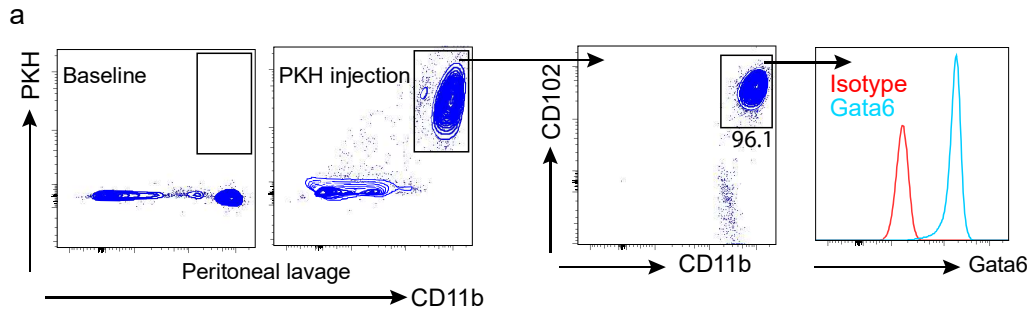 a
PKH
Baseline
PKH injection
Peritoneal lavage
CD11b
CD102
96.1
CD11b
Isotype
Gata6
Gata6